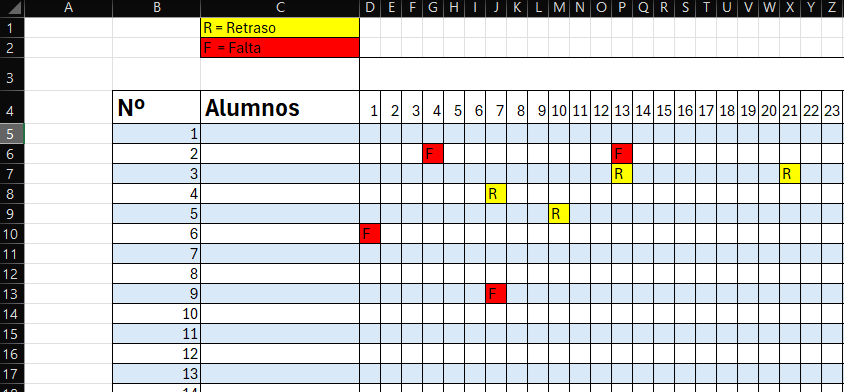 A B C D E F G H I J K L M N O P Q R S T U V W X Y Z
1 R = Retraso
2 F = Falta
3
4 Nº Alumnos 1 2 3 4 5 6 7 8 9 10 11 12 13 14 15 16 17 18 19 20 21 22 23
5 1
6 2 F F
7 3 R R
8 4 R
9 5 R
10 6 F
11 7
12 8
13 9 F
14 10
15 11
16 12
17 13
18 14